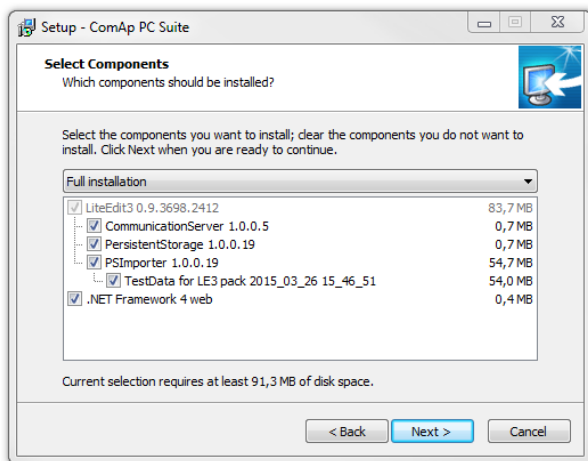 Setup - ComAp PC Suite
Select Components
Which components should be installed?
Select the components you want to install; clear the components you do not want to
install. Click Next when you are ready to continue.
Full installation
LiteEdit3 0.9.3698.2412 83,7 MB
CommunicationServer 1.0.0.5 0,7 MB
PersistentStorage 1.0.0.19 0,7 MB
PSImporter 1.0.0.19 54,7 MB
TestData for LE3 pack 2015_03_26 15_46_51 54,0 MB
.NET Framework 4 web 0,4 MB
Current selection requires at least 91,3 MB of disk space.
< Back Next > Cancel